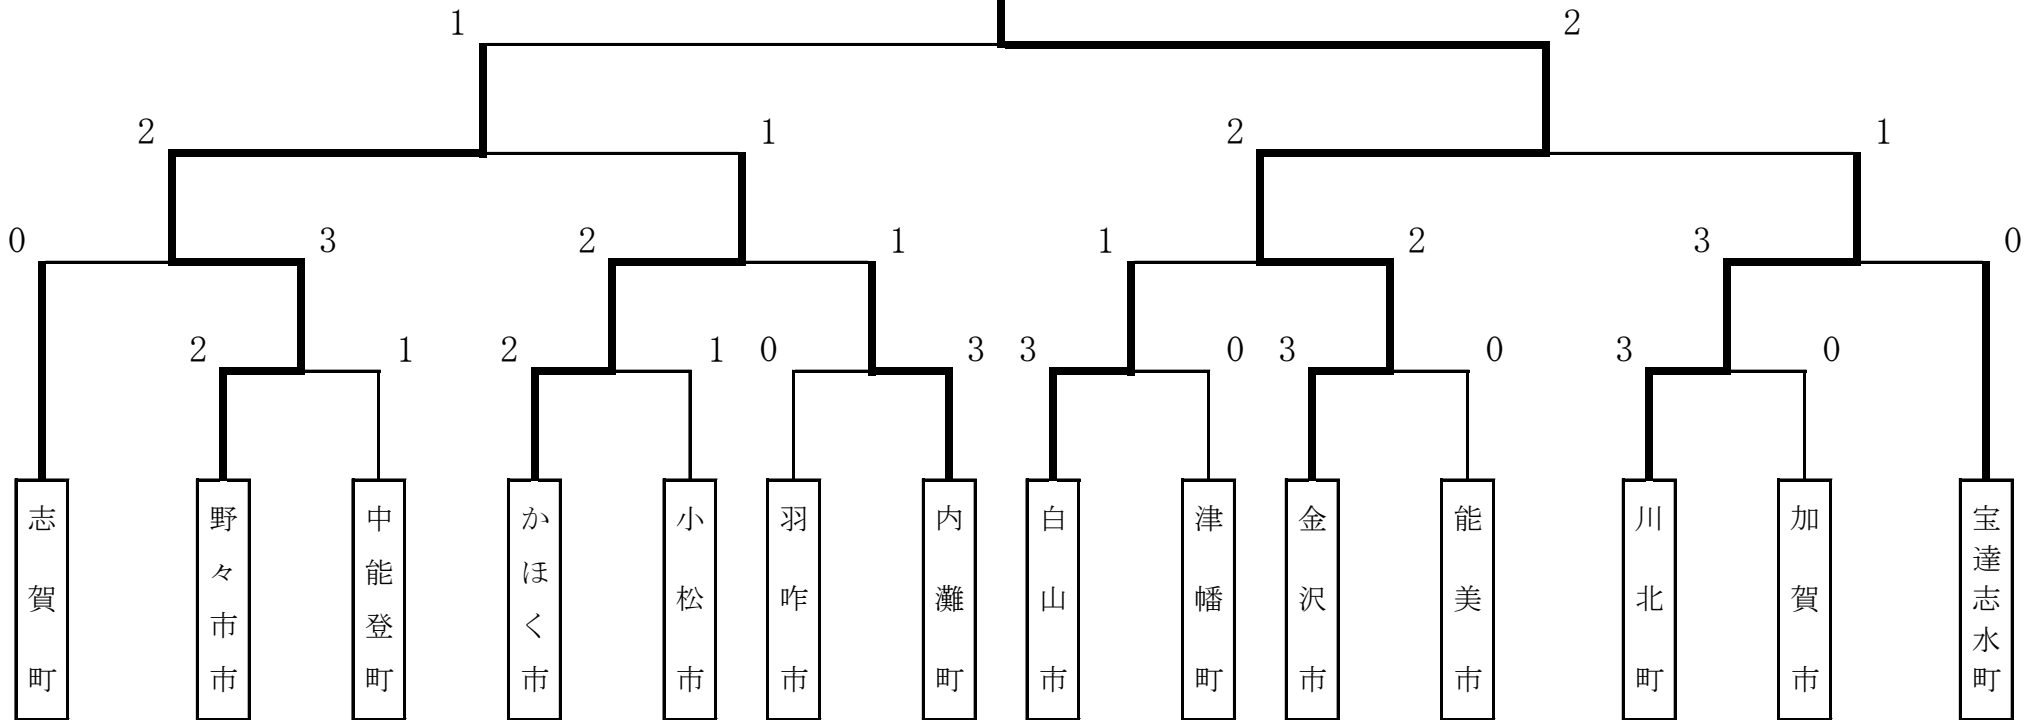 1 2
2 1 2 1
0 3 2 1 1 2 3 0
2 1 2 1 0 3 3 0 3 0 3 0
志賀町
野々市市
中能登町
かほく市
小松市
羽咋市
内灘町
白山市
津幡町
金沢市
能美市
川北町
加賀市
宝達志水町